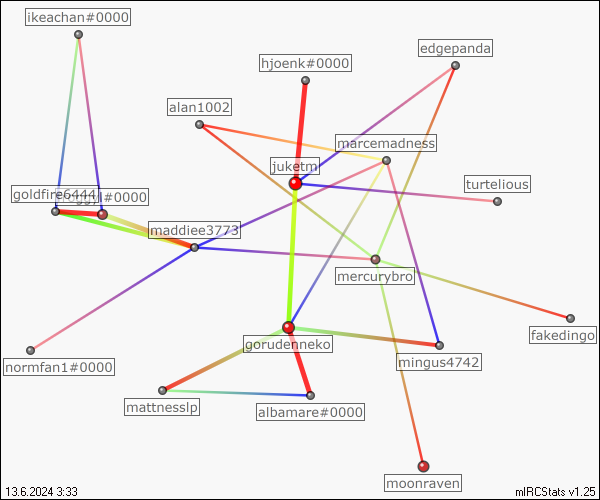 ikeachan#0000
edgepanda
hjoenk#0000
alan1002
marcemadness
juketm
turtelious
goldfire6444
#0000
maddiee3773
mercurybro
fakedingo
gorudenneko
mingus4742
normfan1#0000
mattnesslp
albamare#0000
moonraven
13.6.2024 3:33
mIRCStats v1.25